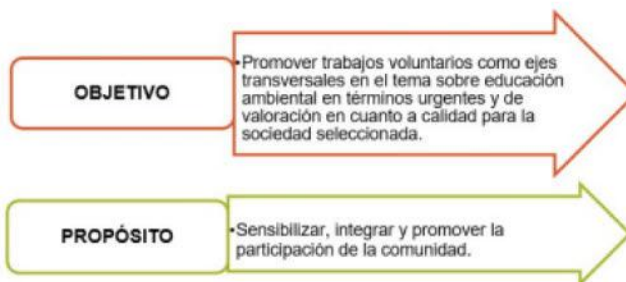 OBJETIVO
•Promover trabajos voluntarios como ejes
transversales en el tema sobre educación
ambiental en términos urgentes y de
valoración en cuanto a calidad para la
sociedad seleccionada.
PROPÓSITO
•Sensibilizar, integrar y promover la
participación de la comunidad.